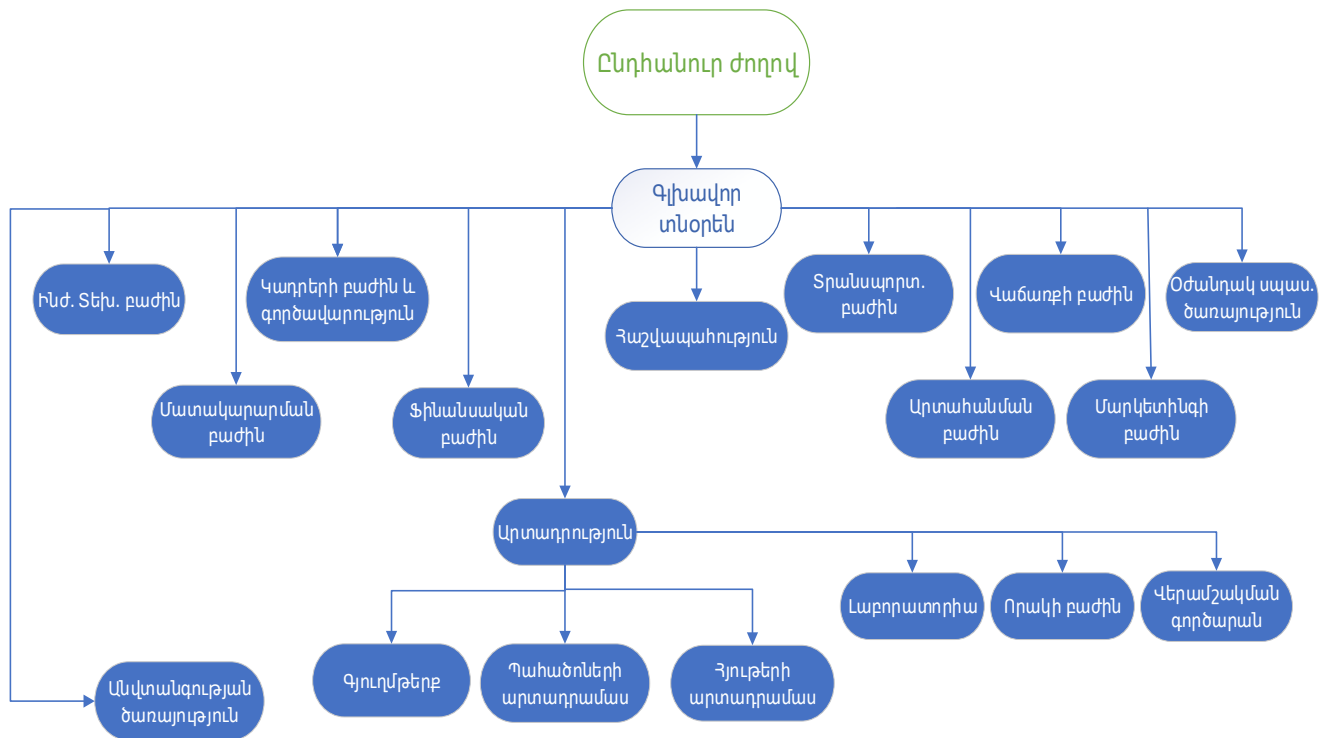 Ընդհանուր ժողով
Գլխավոր
տնօրեն
Ինժ. Տեխ. բաժին
Կադրերի բաժին և
գործավարություն
Հաշվապահություն
Տրանսպորտ.
բաժին
Վաճառքի բաժին
Օժանդակ սպաս.
ծառայություն
Մատակարարման
բաժին
Ֆինանսական
բաժին
Արտահանման
բաժին
Մարկետինգի
բաժին
Արտադրություն
Լաբորատորիա
Որակի բաժին
Վերամշակման
գործարան
Գյուղմթերք
Պահածոների
արտադրամաս
Հյութերի
արտադրամաս
Անվտանգության
ծառայություն